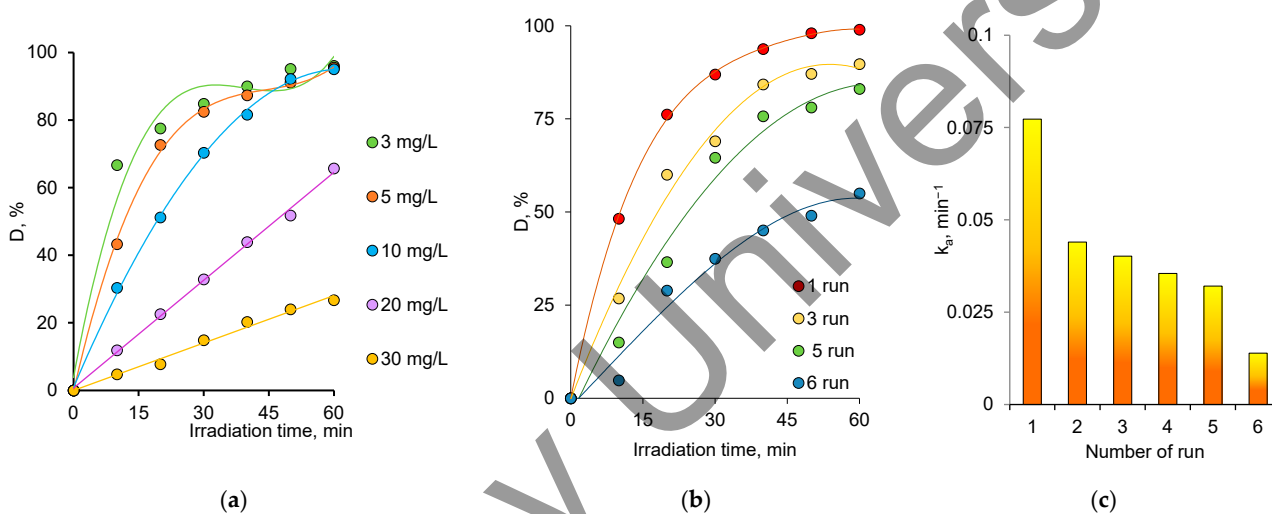 100
80
60
40
20
0
D, %
0 15 30 45 60
Irradiation time, min
3 mg/L
5 mg/L
10 mg/L
20 mg/L
30 mg/L
(a)
100
75
50
25
0
D, %
0 15 30 45 60
Irradiation time, min
1 run
3 run
5 run
6 run
(b)
0.1
0.075
0.05
0.025
0
kₐ, min⁻¹
1 2 3 4 5 6
Number of run
(c)
y Univers